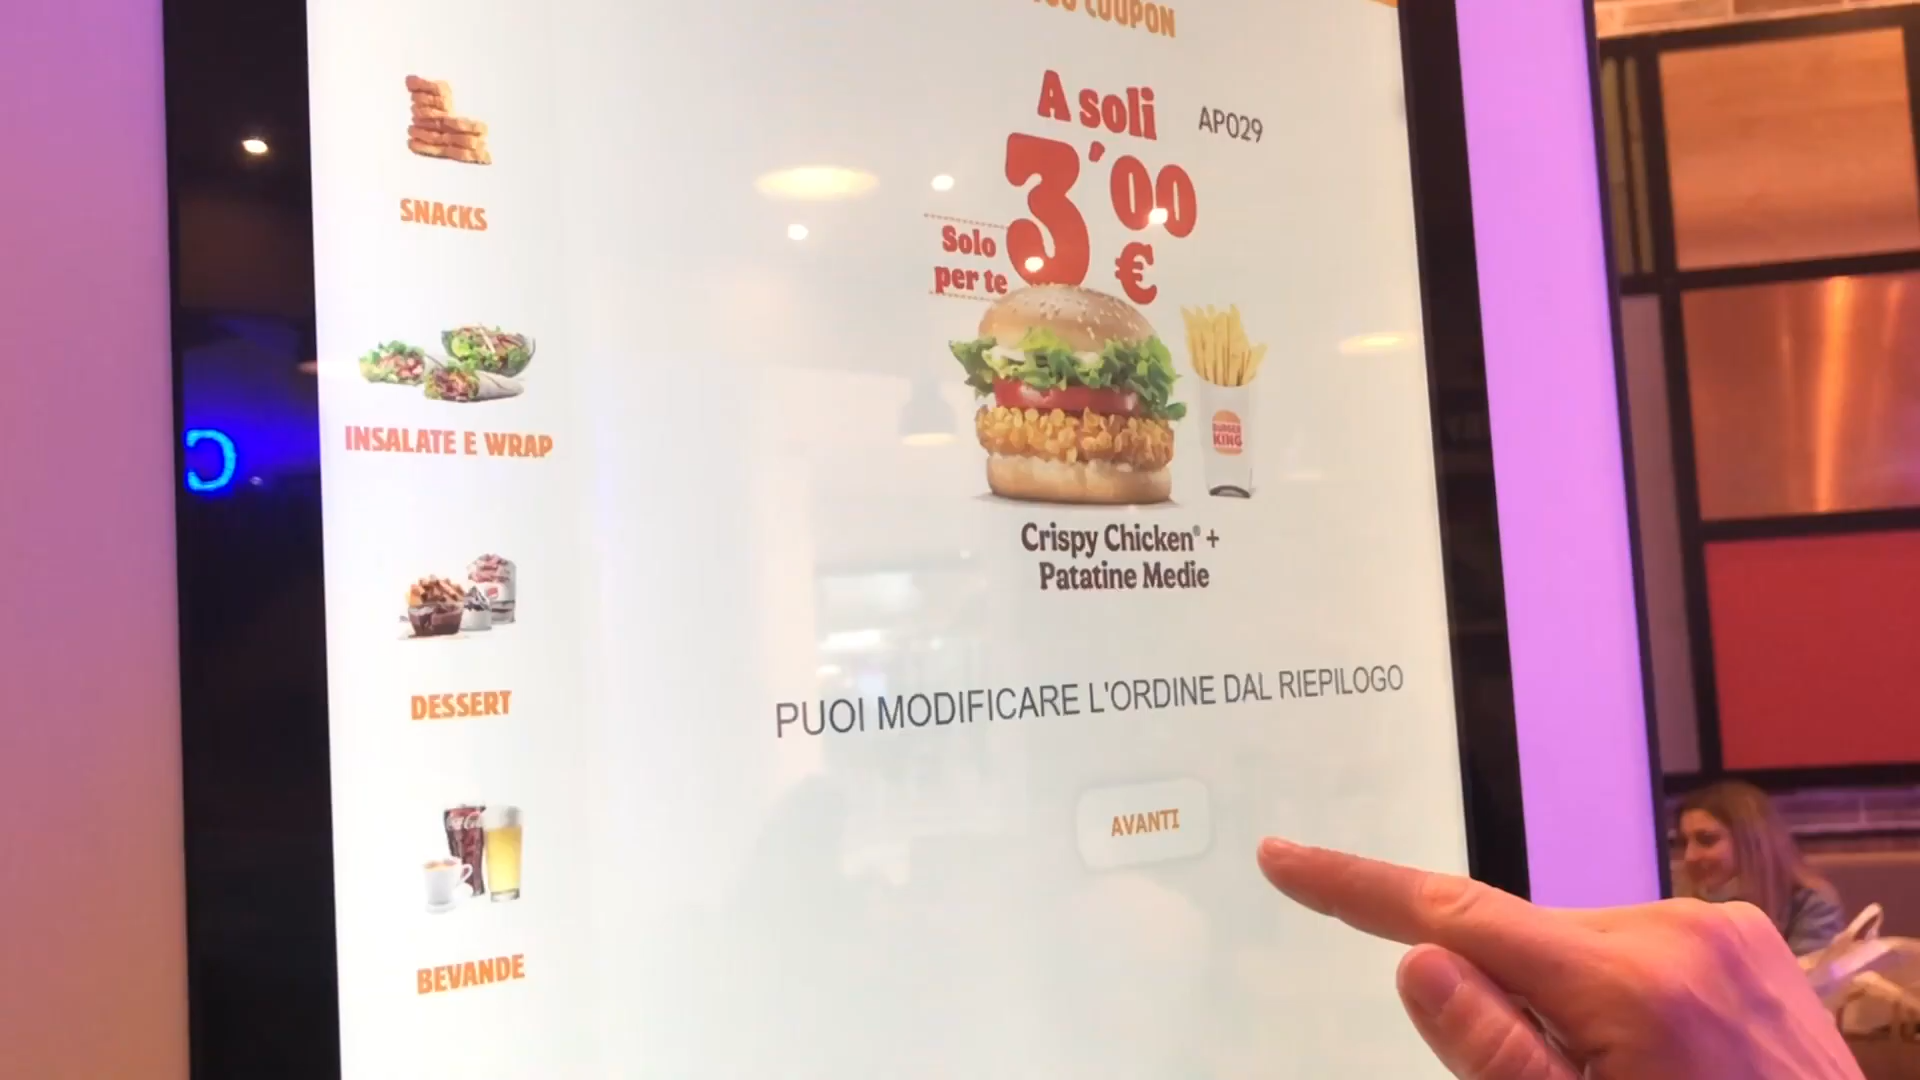 COUPON
A soli
AP029
3'00
€
Solo
per te
BURGER
KING
Crispy Chicken® +
Patatine Medie
PUOI MODIFICARE L'ORDINE DAL RIEPILOGO
AVANTI
SNACKS
INSALATE E WRAP
DESSERT
BEVANDE